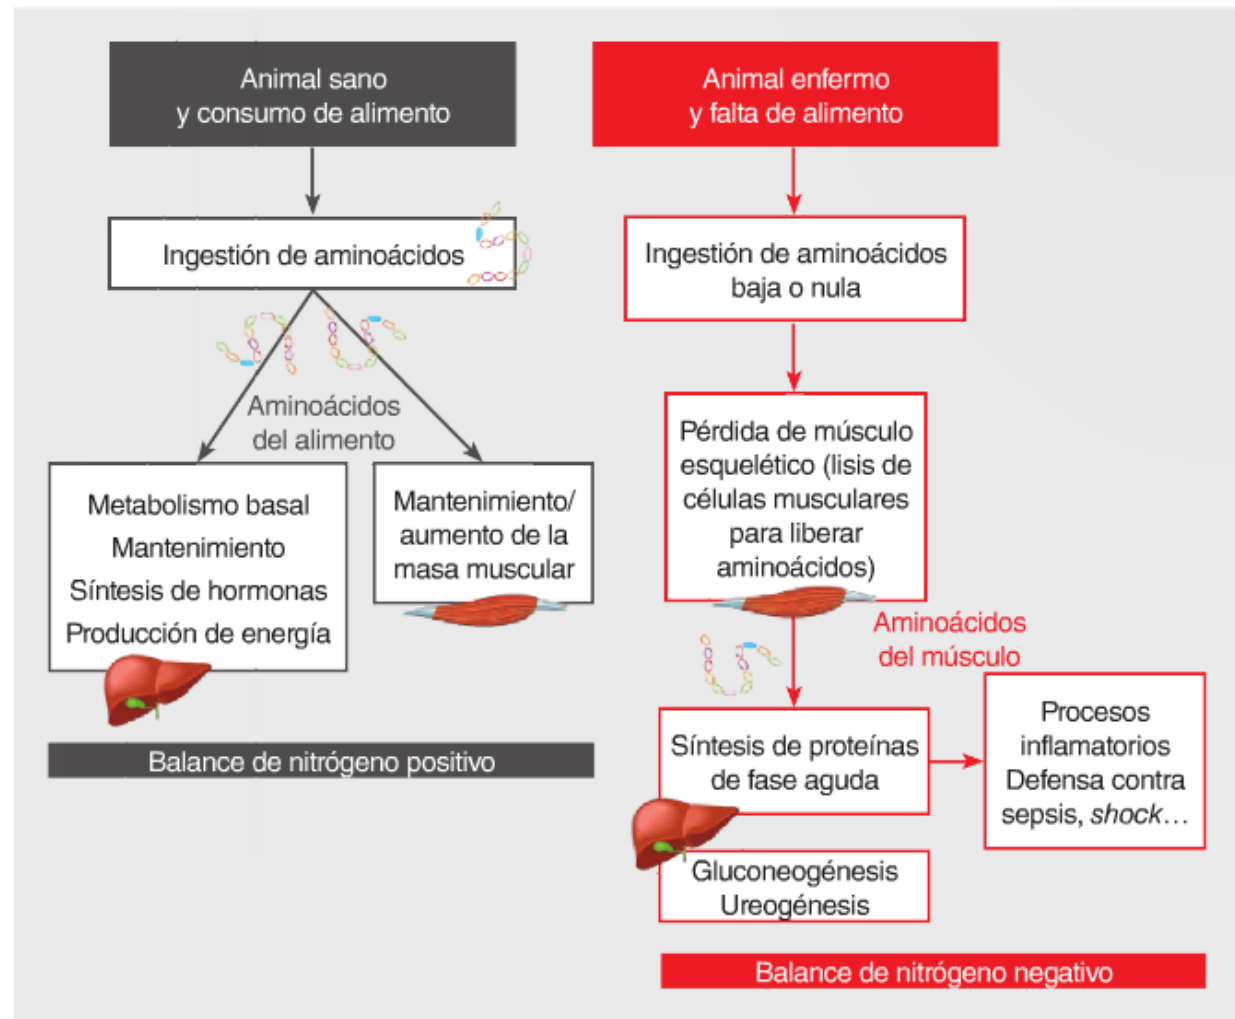 Animal sano
y consumo de alimento
Ingestión de aminoácidos
Aminoácidos
del alimento
Metabolismo basal
Mantenimiento
Síntesis de hormonas
Producción de energía
Mantenimiento/
aumento de la
masa muscular
Balance de nitrógeno positivo
Animal enfermo
y falta de alimento
Ingestión de aminoácidos
baja o nula
Pérdida de músculo
esquelético (lisis de
células musculares
para liberar
aminoácidos)
Aminoácidos
del músculo
Síntesis de proteínas
de fase aguda
Procesos
inflamatorios
Defensa contra
sepsis, shock…
Gluconeogénesis
Ureogénesis
Balance de nitrógeno negativo